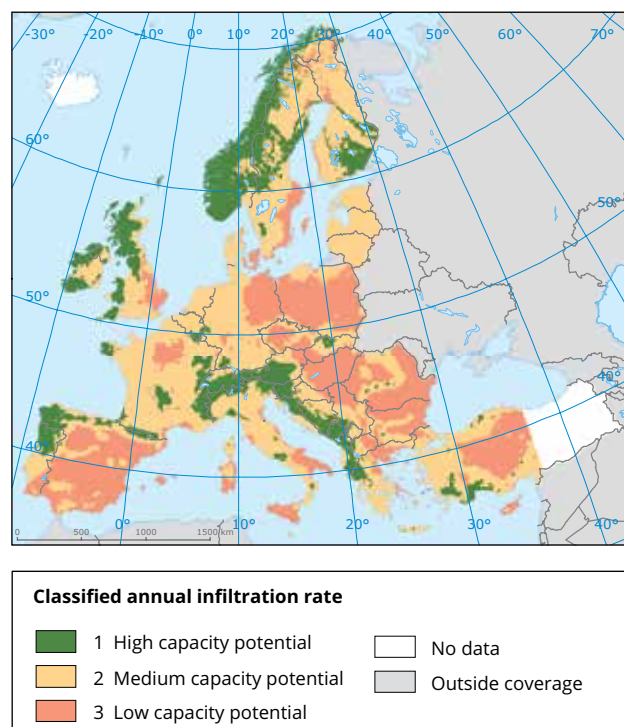 -30° -20° -10° 0° 10° 20° 30° 40° 50° 60° 70°
60°
50°
50°
40°
40°
0 500 1000 1500 km
0° 10° 20° 30° 40°
Classified annual infiltration rate
1 High capacity potential
2 Medium capacity potential
3 Low capacity potential
No data
Outside coverage